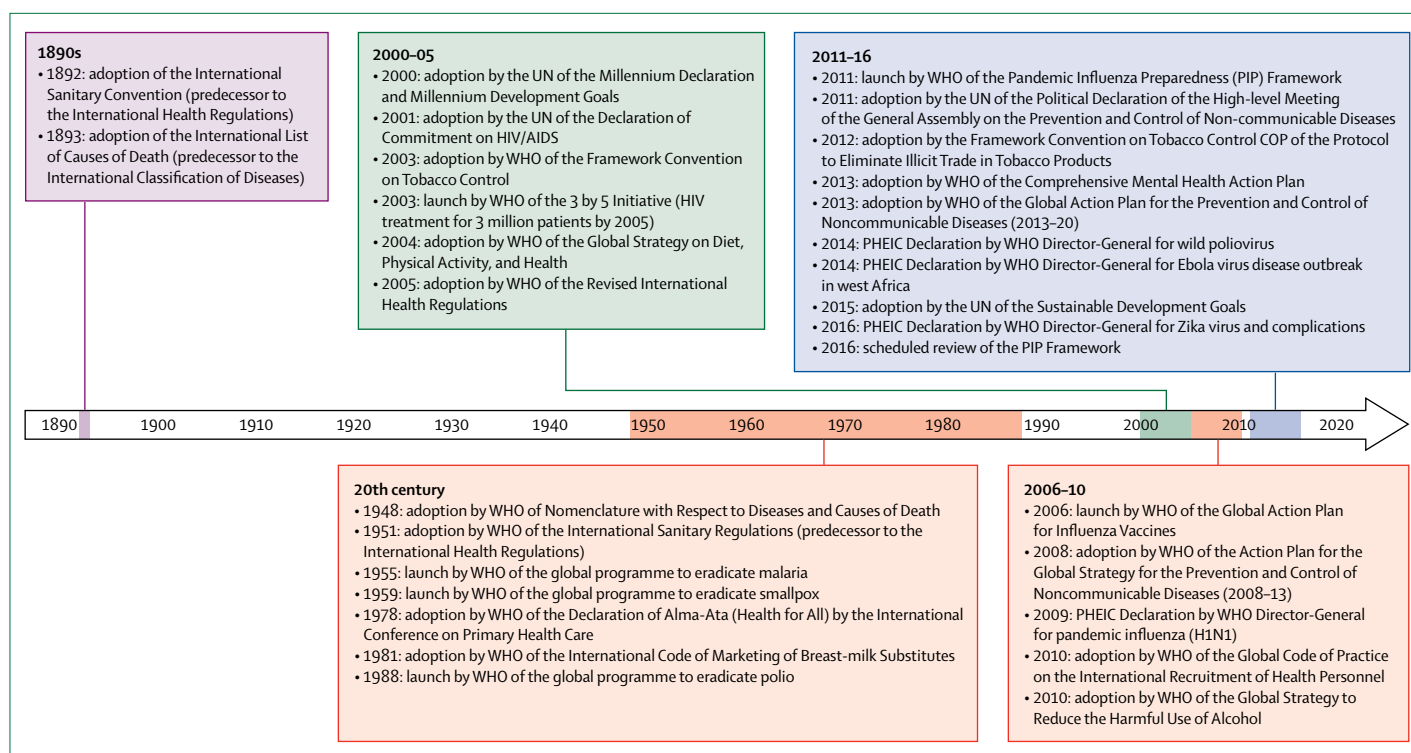 1890s
• 1892: adoption of the International
Sanitary Convention (predecessor to
the International Health Regulations)
• 1893: adoption of the International List
of Causes of Death (predecessor to the
International Classification of Diseases)
2000–05
• 2000: adoption by the UN of the Millennium Declaration
and Millennium Development Goals
• 2001: adoption by the UN of the Declaration of
Commitment on HIV/AIDS
• 2003: adoption by WHO of the Framework Convention
on Tobacco Control
• 2003: launch by WHO of the 3 by 5 Initiative (HIV
treatment for 3 million patients by 2005)
• 2004: adoption by WHO of the Global Strategy on Diet,
Physical Activity, and Health
• 2005: adoption by WHO of the Revised International
Health Regulations
2011–16
• 2011: launch by WHO of the Pandemic Influenza Preparedness (PIP) Framework
• 2011: adoption by the UN of the Political Declaration of the High-level Meeting
of the General Assembly on the Prevention and Control of Non-communicable Diseases
• 2012: adoption by the Framework Convention on Tobacco Control COP of the Protocol
to Eliminate Illicit Trade in Tobacco Products
• 2013: adoption by WHO of the Comprehensive Mental Health Action Plan
• 2013: adoption by WHO of the Global Action Plan for the Prevention and Control of
Noncommunicable Diseases (2013–20)
• 2014: PHEIC Declaration by WHO Director-General for wild poliovirus
• 2014: PHEIC Declaration by WHO Director-General for Ebola virus disease outbreak
in west Africa
• 2015: adoption by the UN of the Sustainable Development Goals
• 2016: PHEIC Declaration by WHO Director-General for Zika virus and complications
• 2016: scheduled review of the PIP Framework
1890 1900 1910 1920 1930 1940 1950 1960 1970 1980 1990 2000 2010 2020
20th century
• 1948: adoption by WHO of Nomenclature with Respect to Diseases and Causes of Death
• 1951: adoption by WHO of the International Sanitary Regulations (predecessor to the
International Health Regulations)
• 1955: launch by WHO of the global programme to eradicate malaria
• 1959: launch by WHO of the global programme to eradicate smallpox
• 1978: adoption by WHO of the Declaration of Alma-Ata (Health for All) by the International
Conference on Primary Health Care
• 1981: adoption by WHO of the International Code of Marketing of Breast-milk Substitutes
• 1988: launch by WHO of the global programme to eradicate polio
2006–10
• 2006: launch by WHO of the Global Action Plan
for Influenza Vaccines
• 2008: adoption by WHO of the Action Plan for the
Global Strategy for the Prevention and Control of
Noncommunicable Diseases (2008–13)
• 2009: PHEIC Declaration by WHO Director-General
for pandemic influenza (H1N1)
• 2010: adoption by WHO of the Global Code of Practice
on the International Recruitment of Health Personnel
• 2010: adoption by WHO of the Global Strategy to
Reduce the Harmful Use of Alcohol